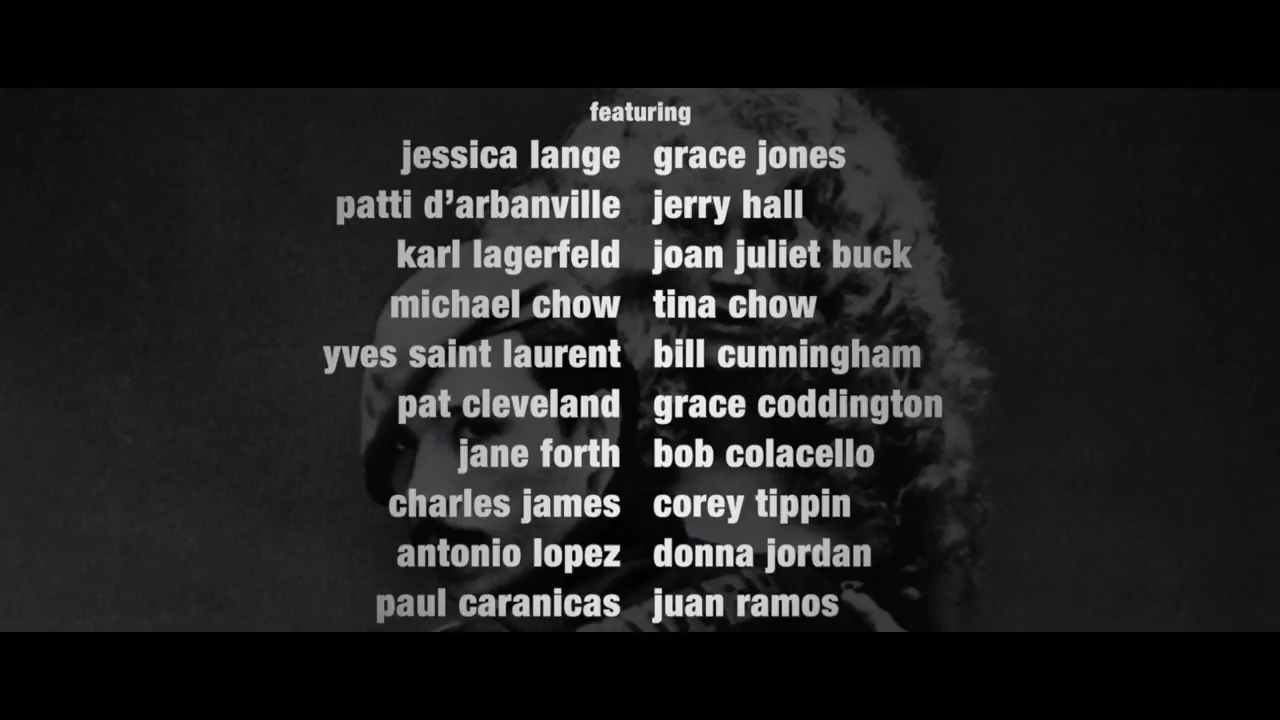 featuring
jessica lange grace jones
patti d’arbanville jerry hall
karl lagerfeld joan juliet buck
michael chow tina chow
yves saint laurent bill cunningham
pat cleveland grace coddington
jane forth bob colacello
charles james corey tippin
antonio lopez donna jordan
paul caranicas juan ramos